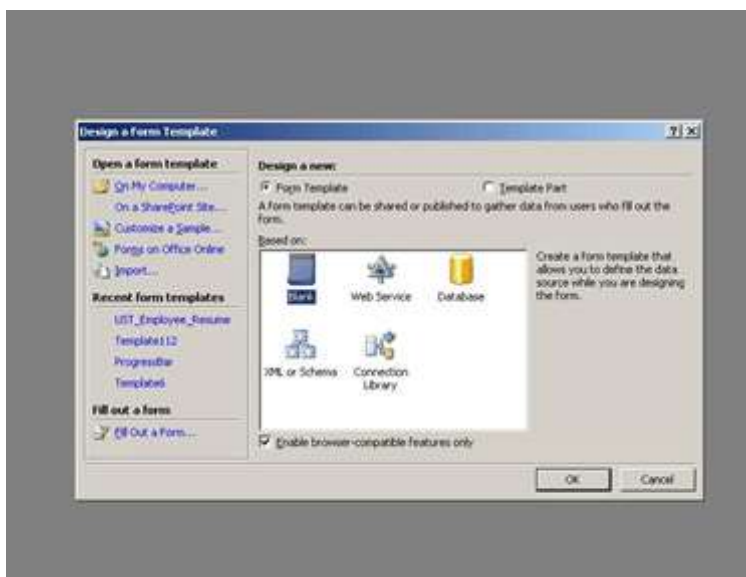 Design a Form Template
Open a form template
On My Computer...
On a SharePoint Site...
Customize a Sample...
Forms on Office Online
Import...
Recent form templates
UST_Employee_Resume
Template112
ProgressBar
Template6
Fill out a form
Fill Out a Form...
Design a new:
Form Template
Template Part
A form template can be shared or published to gather data from users who fill out the
form.
Based on:
Blank
Web Service
Database
XML or Schema
Connection
Library
Create a form template that
allows you to define the data
source while you are designing
the form.
Enable browser-compatible features only
OK
Cancel